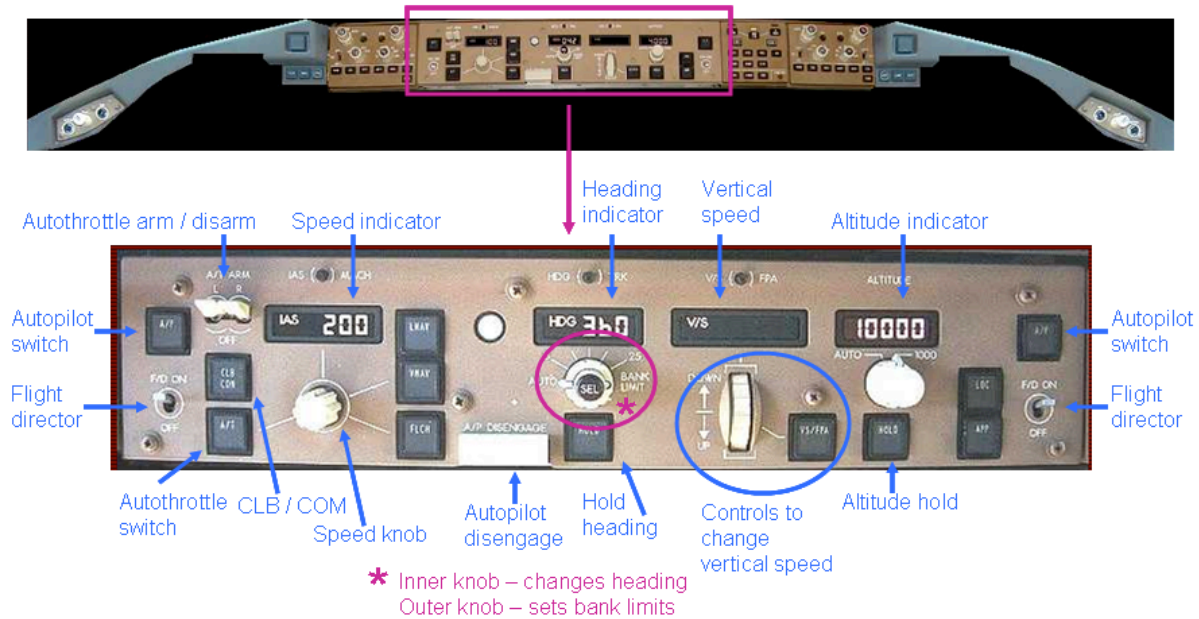 100
042
4000
Heading
indicator
Vertical
speed
Autothrottle arm / disarm
Speed indicator
Altitude indicator
A/T ARM
L R
OFF
IAS MACH
HDG TRK
V/S FPA
ALTITUDE
Autopilot
switch
A/P
IAS 200
LNAV
HDG 360
V/S
10000
A/P
Autopilot
switch
AUTO 1000
Flight
director
F/D ON
OFF
CLB
CON
VNAV
AUTO
25
SEL
BANK
LIMIT
*
DOWN
UP
LOC
F/D ON
OFF
Flight
director
A/T
FLCH
A/P DISENGAGE
HOLD
VS/FPA
HOLD
APP
Autothrottle
switch
CLB / COM
Speed knob
Autopilot
disengage
Hold
heading
Controls to
change
vertical speed
Altitude hold
* Inner knob – changes heading
Outer knob – sets bank limits